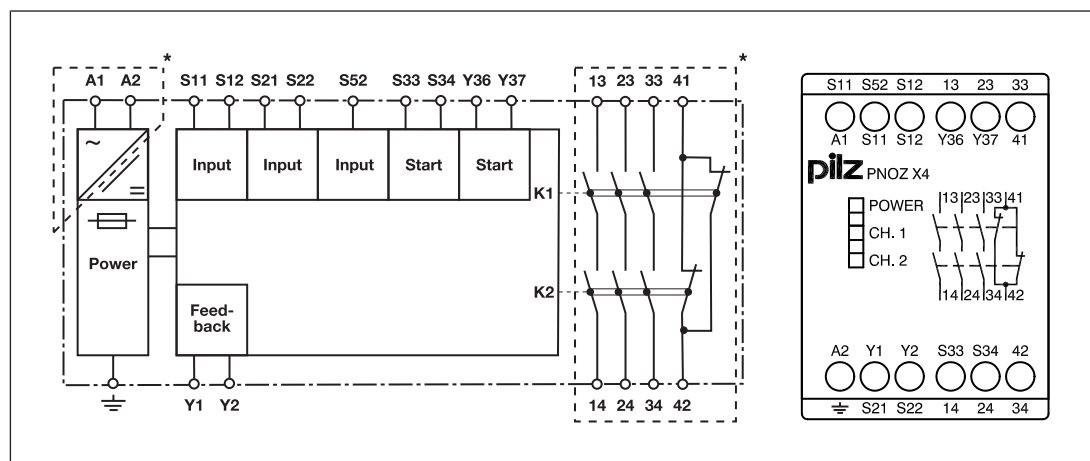 * *
A1 A2 S11 S12 S21 S22 S52 S33 S34 Y36 Y37 13 23 33 41
~
=
Input Input Input Start Start
K1
Power
K2
Feed-
back
Y1 Y2
14 24 34 42
S11 S52 S12 13 23 33
A1 S11 S12 Y36 Y37 41
pilz PNOZ X4
POWER
CH. 1
CH. 2
13 23 33 41
14 24 34 42
A2 Y1 Y2 S33 S34 42
S21 S22 14 24 34